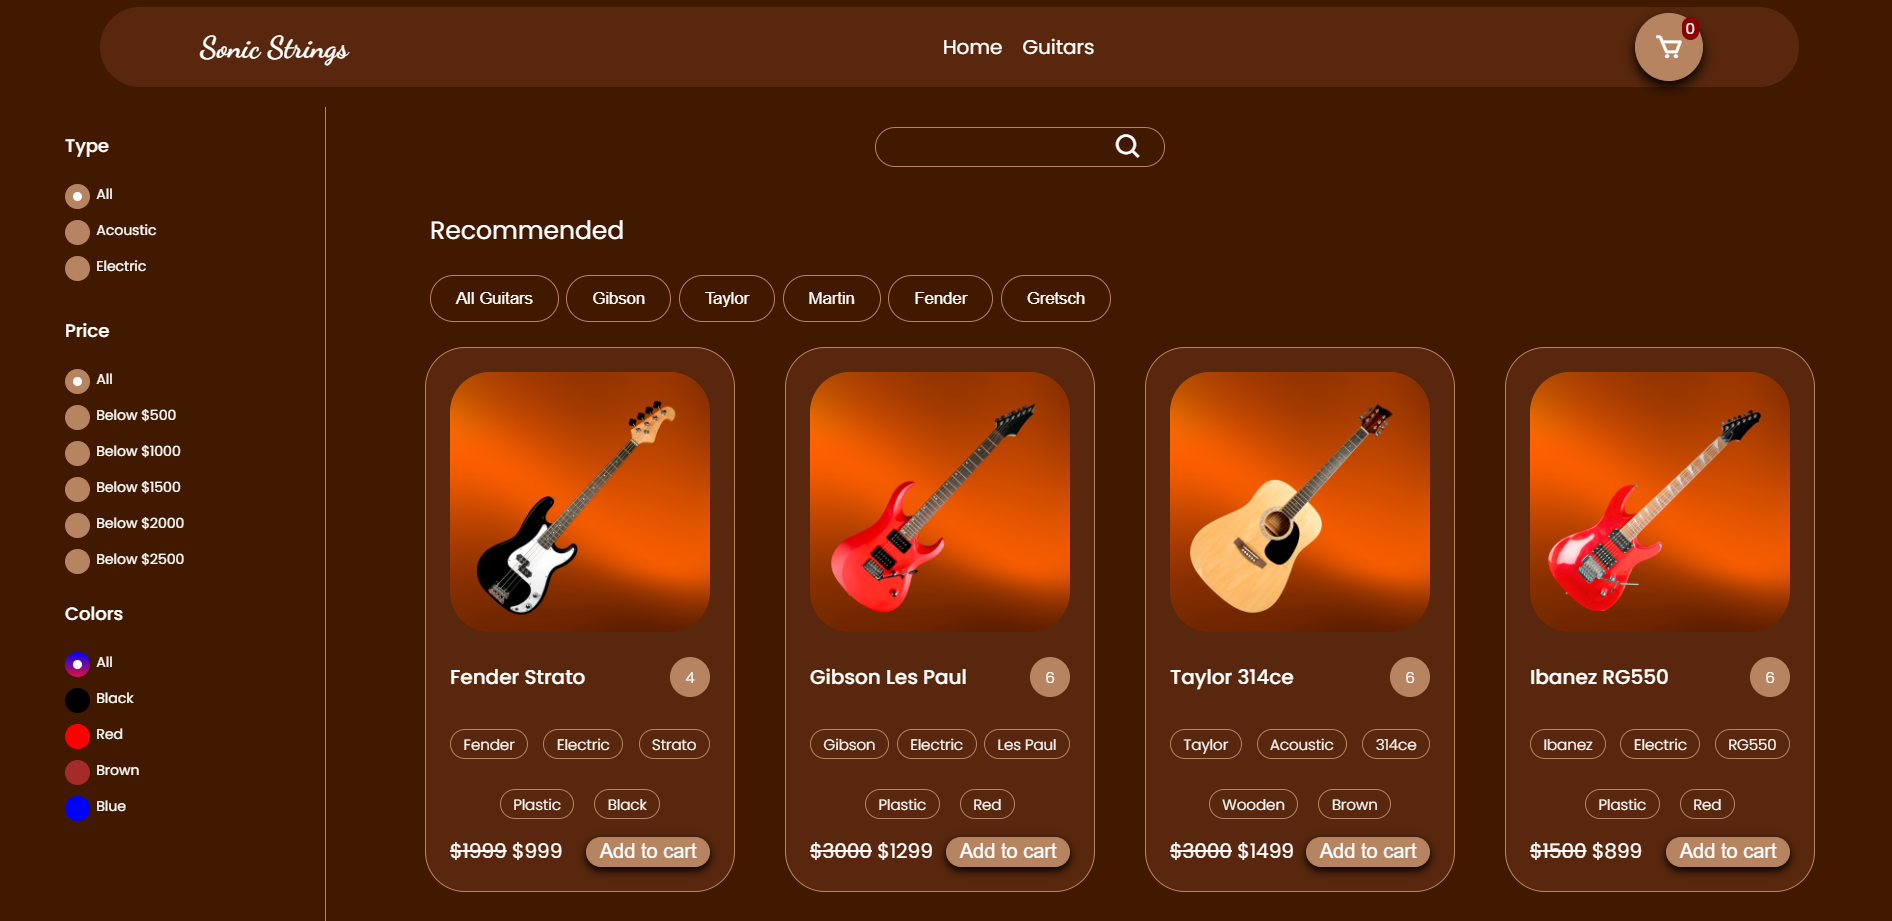 Sonic Strings
Home Guitars
0
Type
All
Acoustic
Electric
Price
All
Below $500
Below $1000
Below $1500
Below $2000
Below $2500
Colors
All
Black
Red
Brown
Blue
Recommended
All Guitars Gibson Taylor Martin Fender Gretsch
Fender Strato 4
Fender Electric Strato
Plastic Black
$1999 $999 Add to cart
Gibson Les Paul 6
Gibson Electric Les Paul
Plastic Red
$3000 $1299 Add to cart
Taylor 314ce 6
Taylor Acoustic 314ce
Wooden Brown
$3000 $1499 Add to cart
Ibanez RG550 6
Ibanez Electric RG550
Plastic Red
$1500 $899 Add to cart